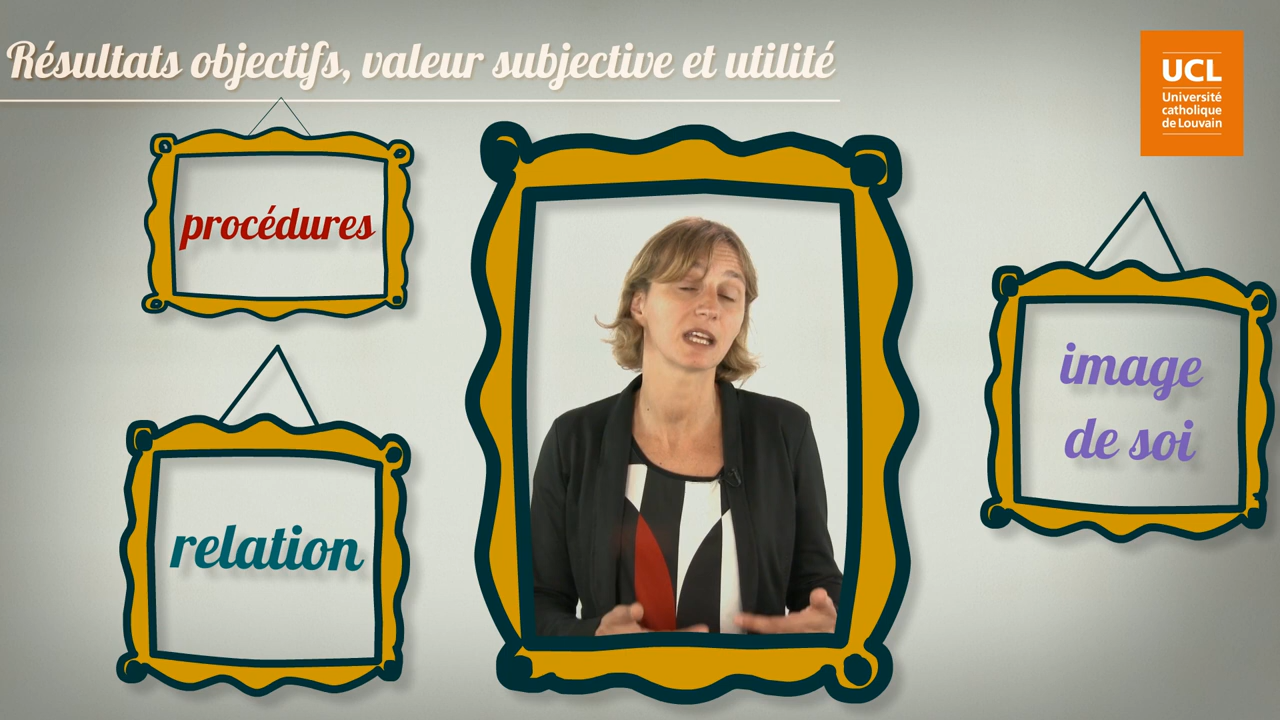 Résultats objectifs, valeur subjective et utilité
UCL
Université
catholique
de Louvain
procédures
relation
image
de soi